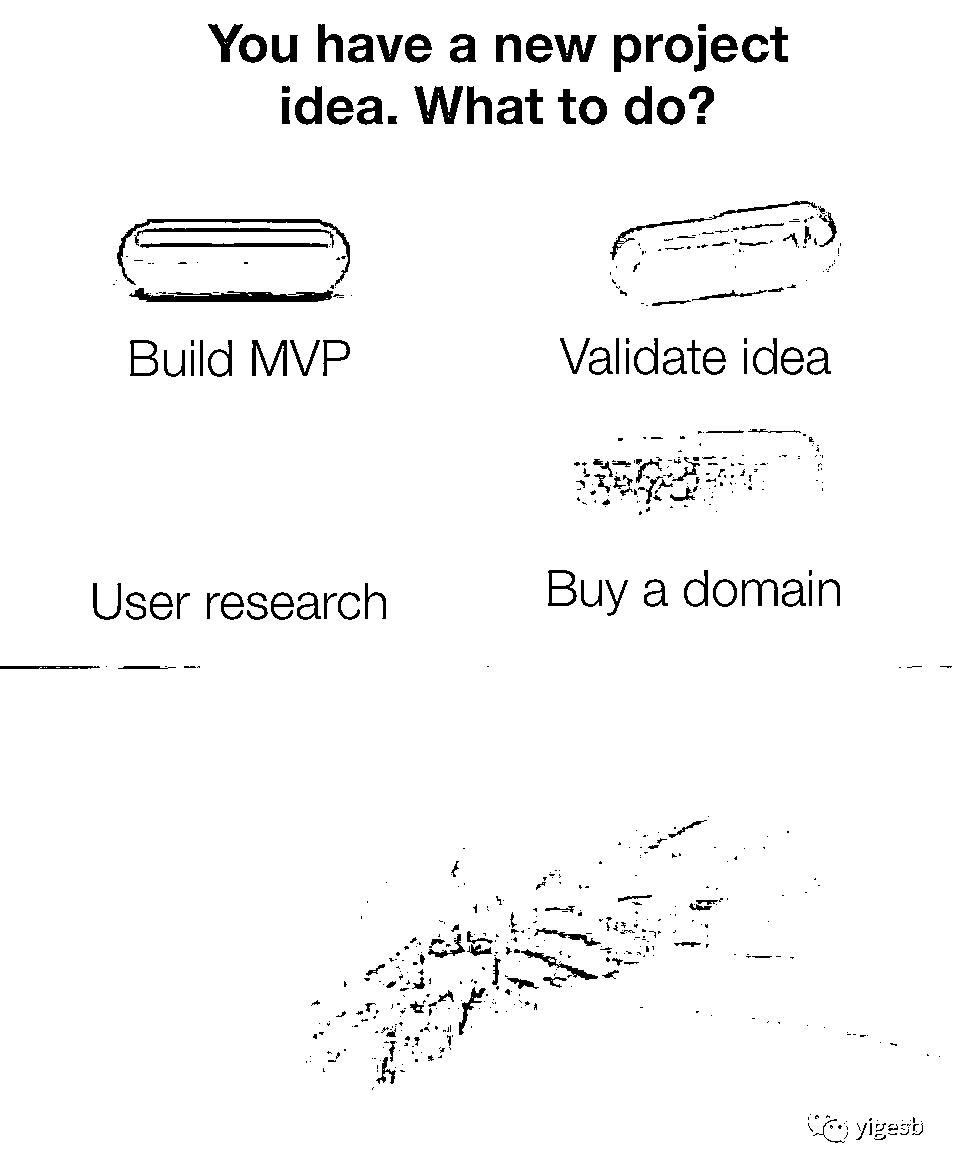 You have a new project
idea. What to do?
Build MVP
Validate idea
User research
Buy a domain
yigesb